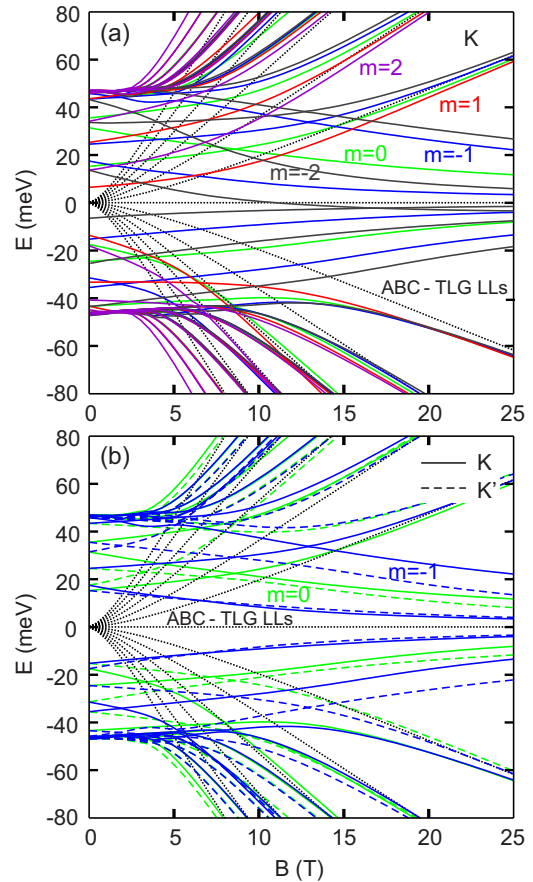 (a)
K
80
60
40
20
0
-20
-40
-60
-80
E (meV)
m=2
m=1
m=0
m=-1
m=-2
ABC - TLG LLs
0 5 10 15 20 25
(b)
K
K'
80
60
40
20
0
-20
-40
-60
-80
E (meV)
m=-1
m=0
ABC - TLG LLs
0 5 10 15 20 25
B (T)